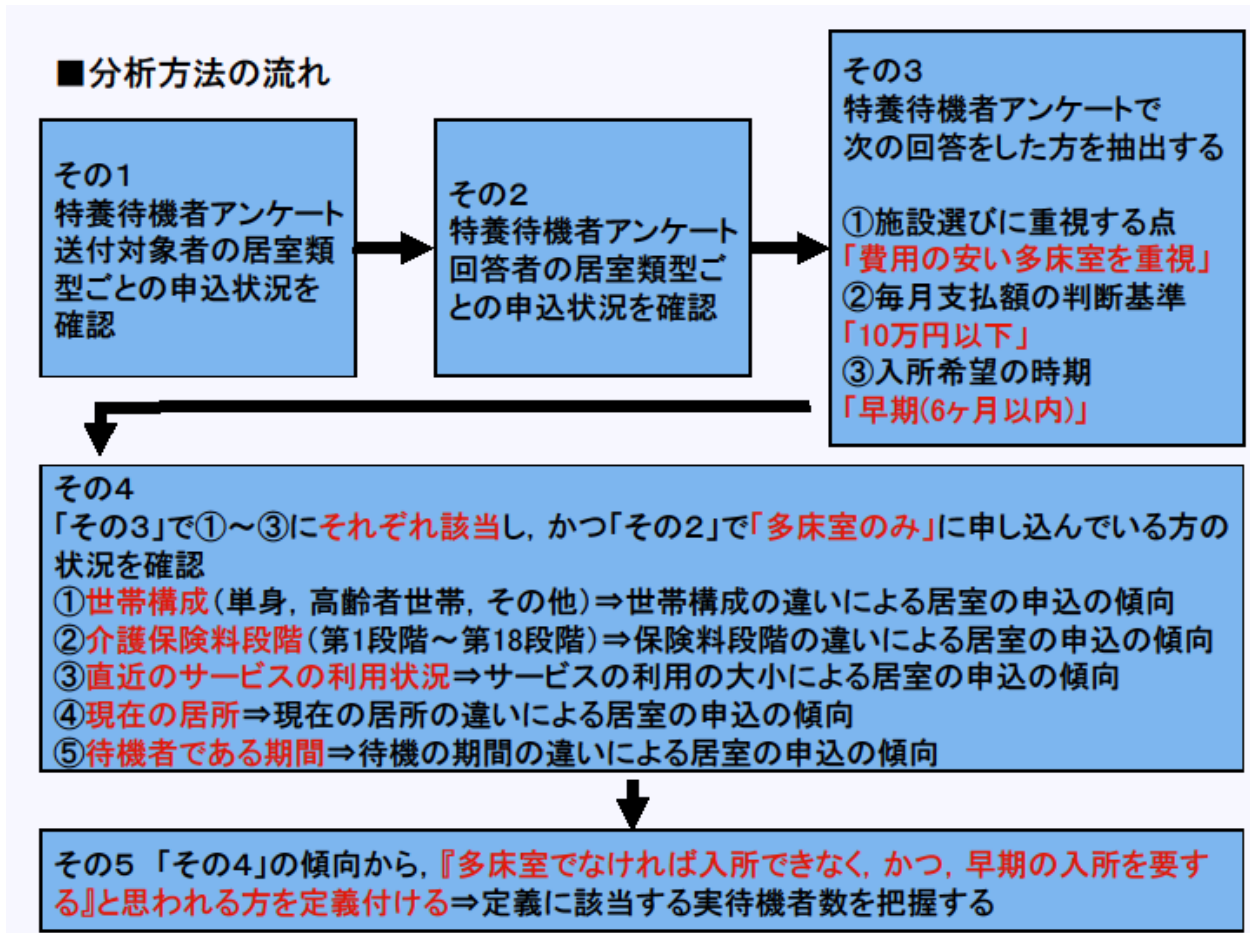 ■分析方法の流れ
その1
特養待機者アンケート
送付対象者の居室類
型ごとの申込状況を
確認
その2
特養待機者アンケート
回答者の居室類型ご
との申込状況を確認
その3
特養待機者アンケートで
次の回答をした方を抽出する
①施設選びに重視する点
「費用の安い多床室を重視」
②毎月支払額の判断基準
「10万円以下」
③入所希望の時期
「早期(6ヶ月以内)」
その4
「その3」で①～③にそれぞれ該当し，かつ「その2」で「多床室のみ」に申し込んでいる方の
状況を確認
①世帯構成（単身，高齢者世帯，その他）⇒世帯構成の違いによる居室の申込の傾向
②介護保険料段階（第1段階～第18段階）⇒保険料段階の違いによる居室の申込の傾向
③直近のサービスの利用状況⇒サービスの利用の大小による居室の申込の傾向
④現在の居所⇒現在の居所の違いによる居室の申込の傾向
⑤待機者である期間⇒待機の期間の違いによる居室の申込の傾向
その5　「その4」の傾向から，『多床室でなければ入所できなく，かつ，早期の入所を要す
る』と思われる方を定義付ける⇒定義に該当する実待機者数を把握する